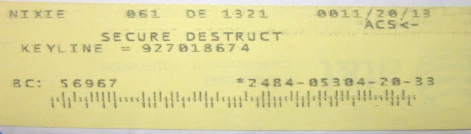 NIXIE 061 DE 1321 0011/20/13
ACS<-
SECURE DESTRUCT
KEYLINE = 927018674
BC: 56967 *2484-05304-20-33